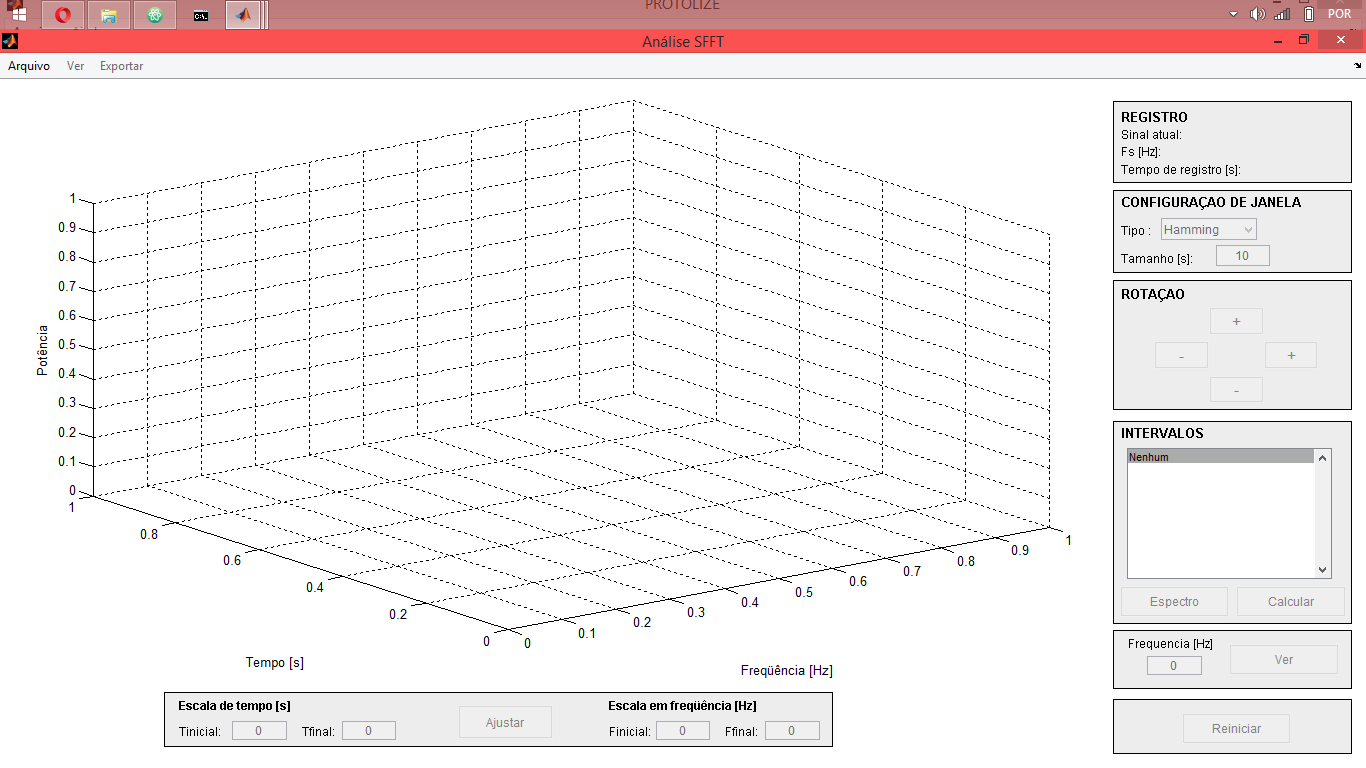 PROTOLIZE
POR
Análise SFFT
Arquivo Ver Exportar
REGISTRO
Sinal atual:
Fs [Hz]:
Tempo de registro [s]:
CONFIGURAÇAO DE JANELA
Tipo : Hamming
Tamanho [s]: 10
ROTAÇAO
+
- +
-
INTERVALOS
Nenhum
Espectro Calcular
Frequencia [Hz]
0 Ver
Reiniciar
Potência
1
0.9
0.8
0.7
0.6
0.5
0.4
0.3
0.2
0.1
0
1
0.8
0.6
0.4
0.2
0
Tempo [s]
0
0.1
0.2
0.3
0.4
0.5
0.6
0.7
0.8
0.9
1
Freqüência [Hz]
Escala de tempo [s]
Tinicial: 0 Tfinal: 0
Ajustar
Escala em freqüência [Hz]
Finicial: 0 Ffinal: 0